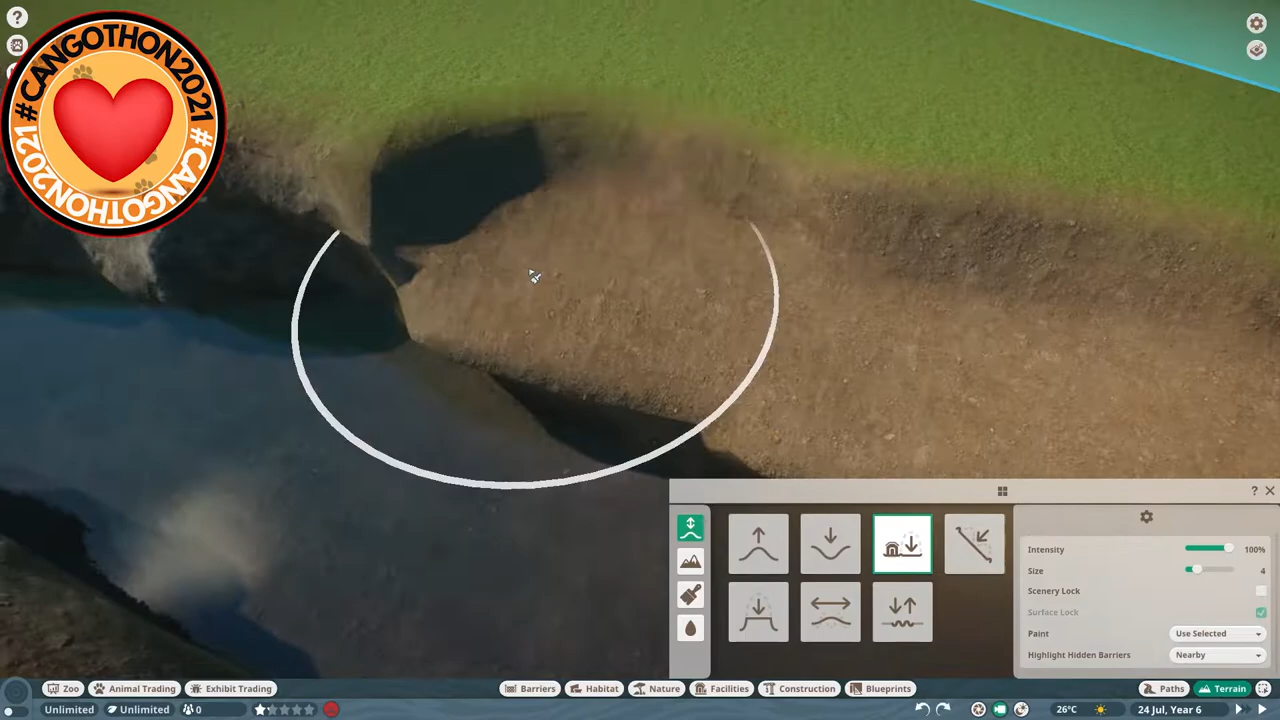 #CANGOTHON2021
#CANGOTHON2021
?
Intensity
100%
Size
4
Scenery Lock
Surface Lock
Paint
Use Selected
Highlight Hidden Barriers
Nearby
Zoo
Animal Trading
Exhibit Trading
Barriers
Habitat
Nature
Facilities
Construction
Blueprints
Paths
Terrain
Unlimited
Unlimited
0
26°C
24 Jul, Year 6